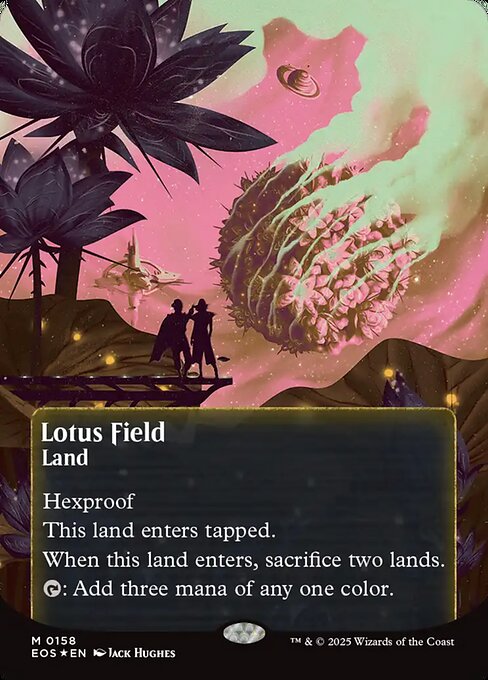 Lotus Field
Land
Hexproof
This land enters tapped.
When this land enters, sacrifice two lands.
: Add three mana of any one color.
M 0158
EOS★EN Jack Hughes
™ & © 2025 Wizards of the Coast